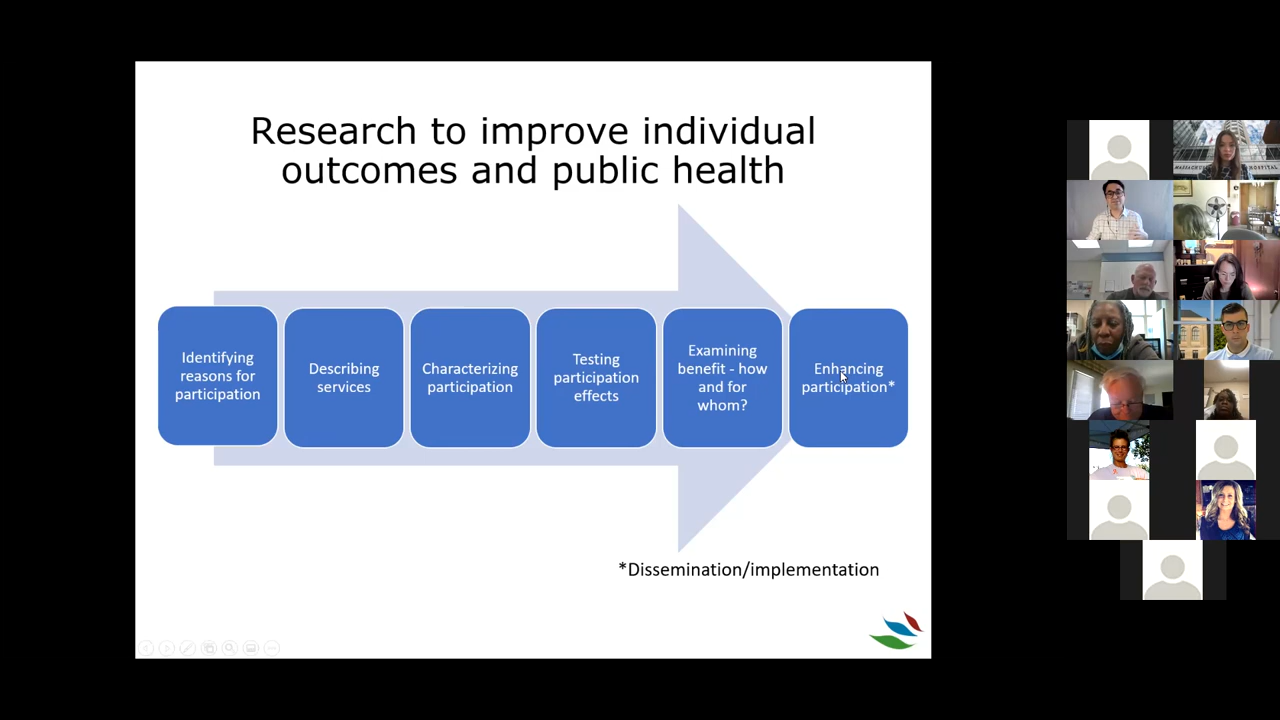 Research to improve individual
outcomes and public health
Identifying
reasons for
participation
Describing
services
Characterizing
participation
Testing
participation
effects
Examining
benefit - how
and for
whom?
Enhancing
participation*
*Dissemination/implementation
HOSPITAL